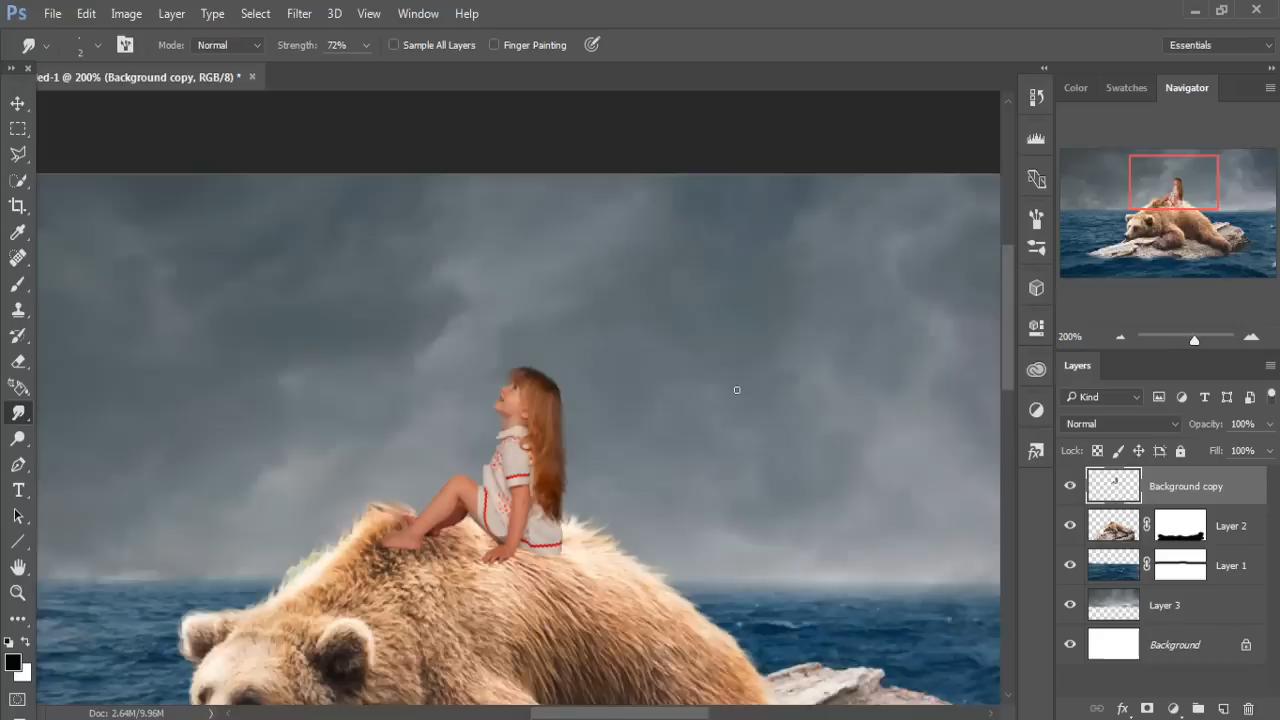 Ps File Edit Image Layer Type Select Filter 3D View Window Help
2 Mode: Normal Strength: 72% Sample All Layers Finger Painting Essentials
ed-1 @ 200% (Background copy, RGB/8) *
Color Swatches Navigator
200%
Layers
Kind
Normal Opacity: 100%
Lock: Fill: 100%
Background copy
Layer 2
Layer 1
Layer 3
Background
Doc: 2.64M/9.96M